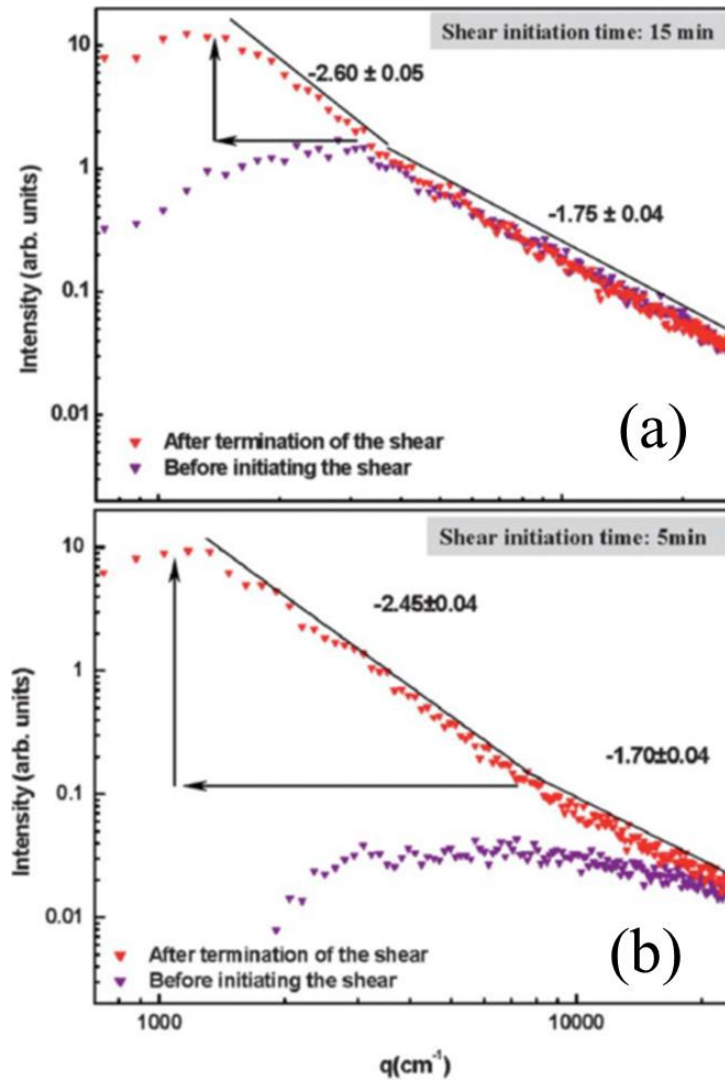 Shear initiation time: 15 min
10
1
0.1
0.01
Intensity (arb. units)
-2.60 ± 0.05
-1.75 ± 0.04
(a)
After termination of the shear
Before initiating the shear
Shear initiation time: 5min
10
1
0.1
0.01
Intensity (arb. units)
-2.45±0.04
-1.70±0.04
(b)
After termination of the shear
Before initiating the shear
1000
10000
q(cm⁻¹)